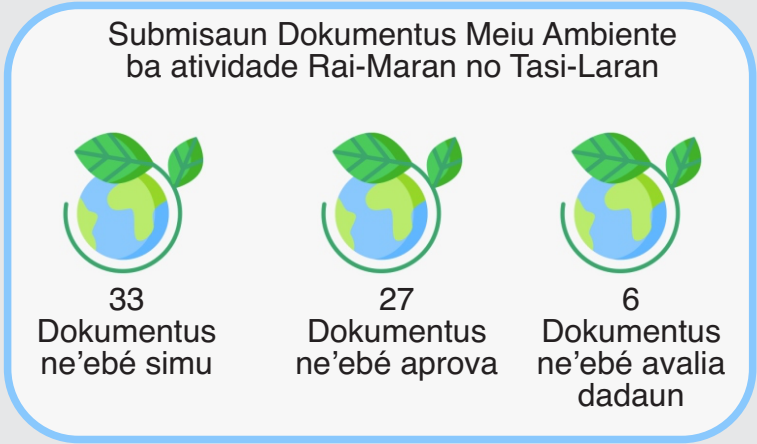 Submisaun Dokumentus Meiu Ambiente
ba atividade Rai-Maran no Tasi-Laran
33
Dokumentus
ne’ebé simu
27
Dokumentus
ne’ebé aprova
6
Dokumentus
ne’ebé avalia
dadaun